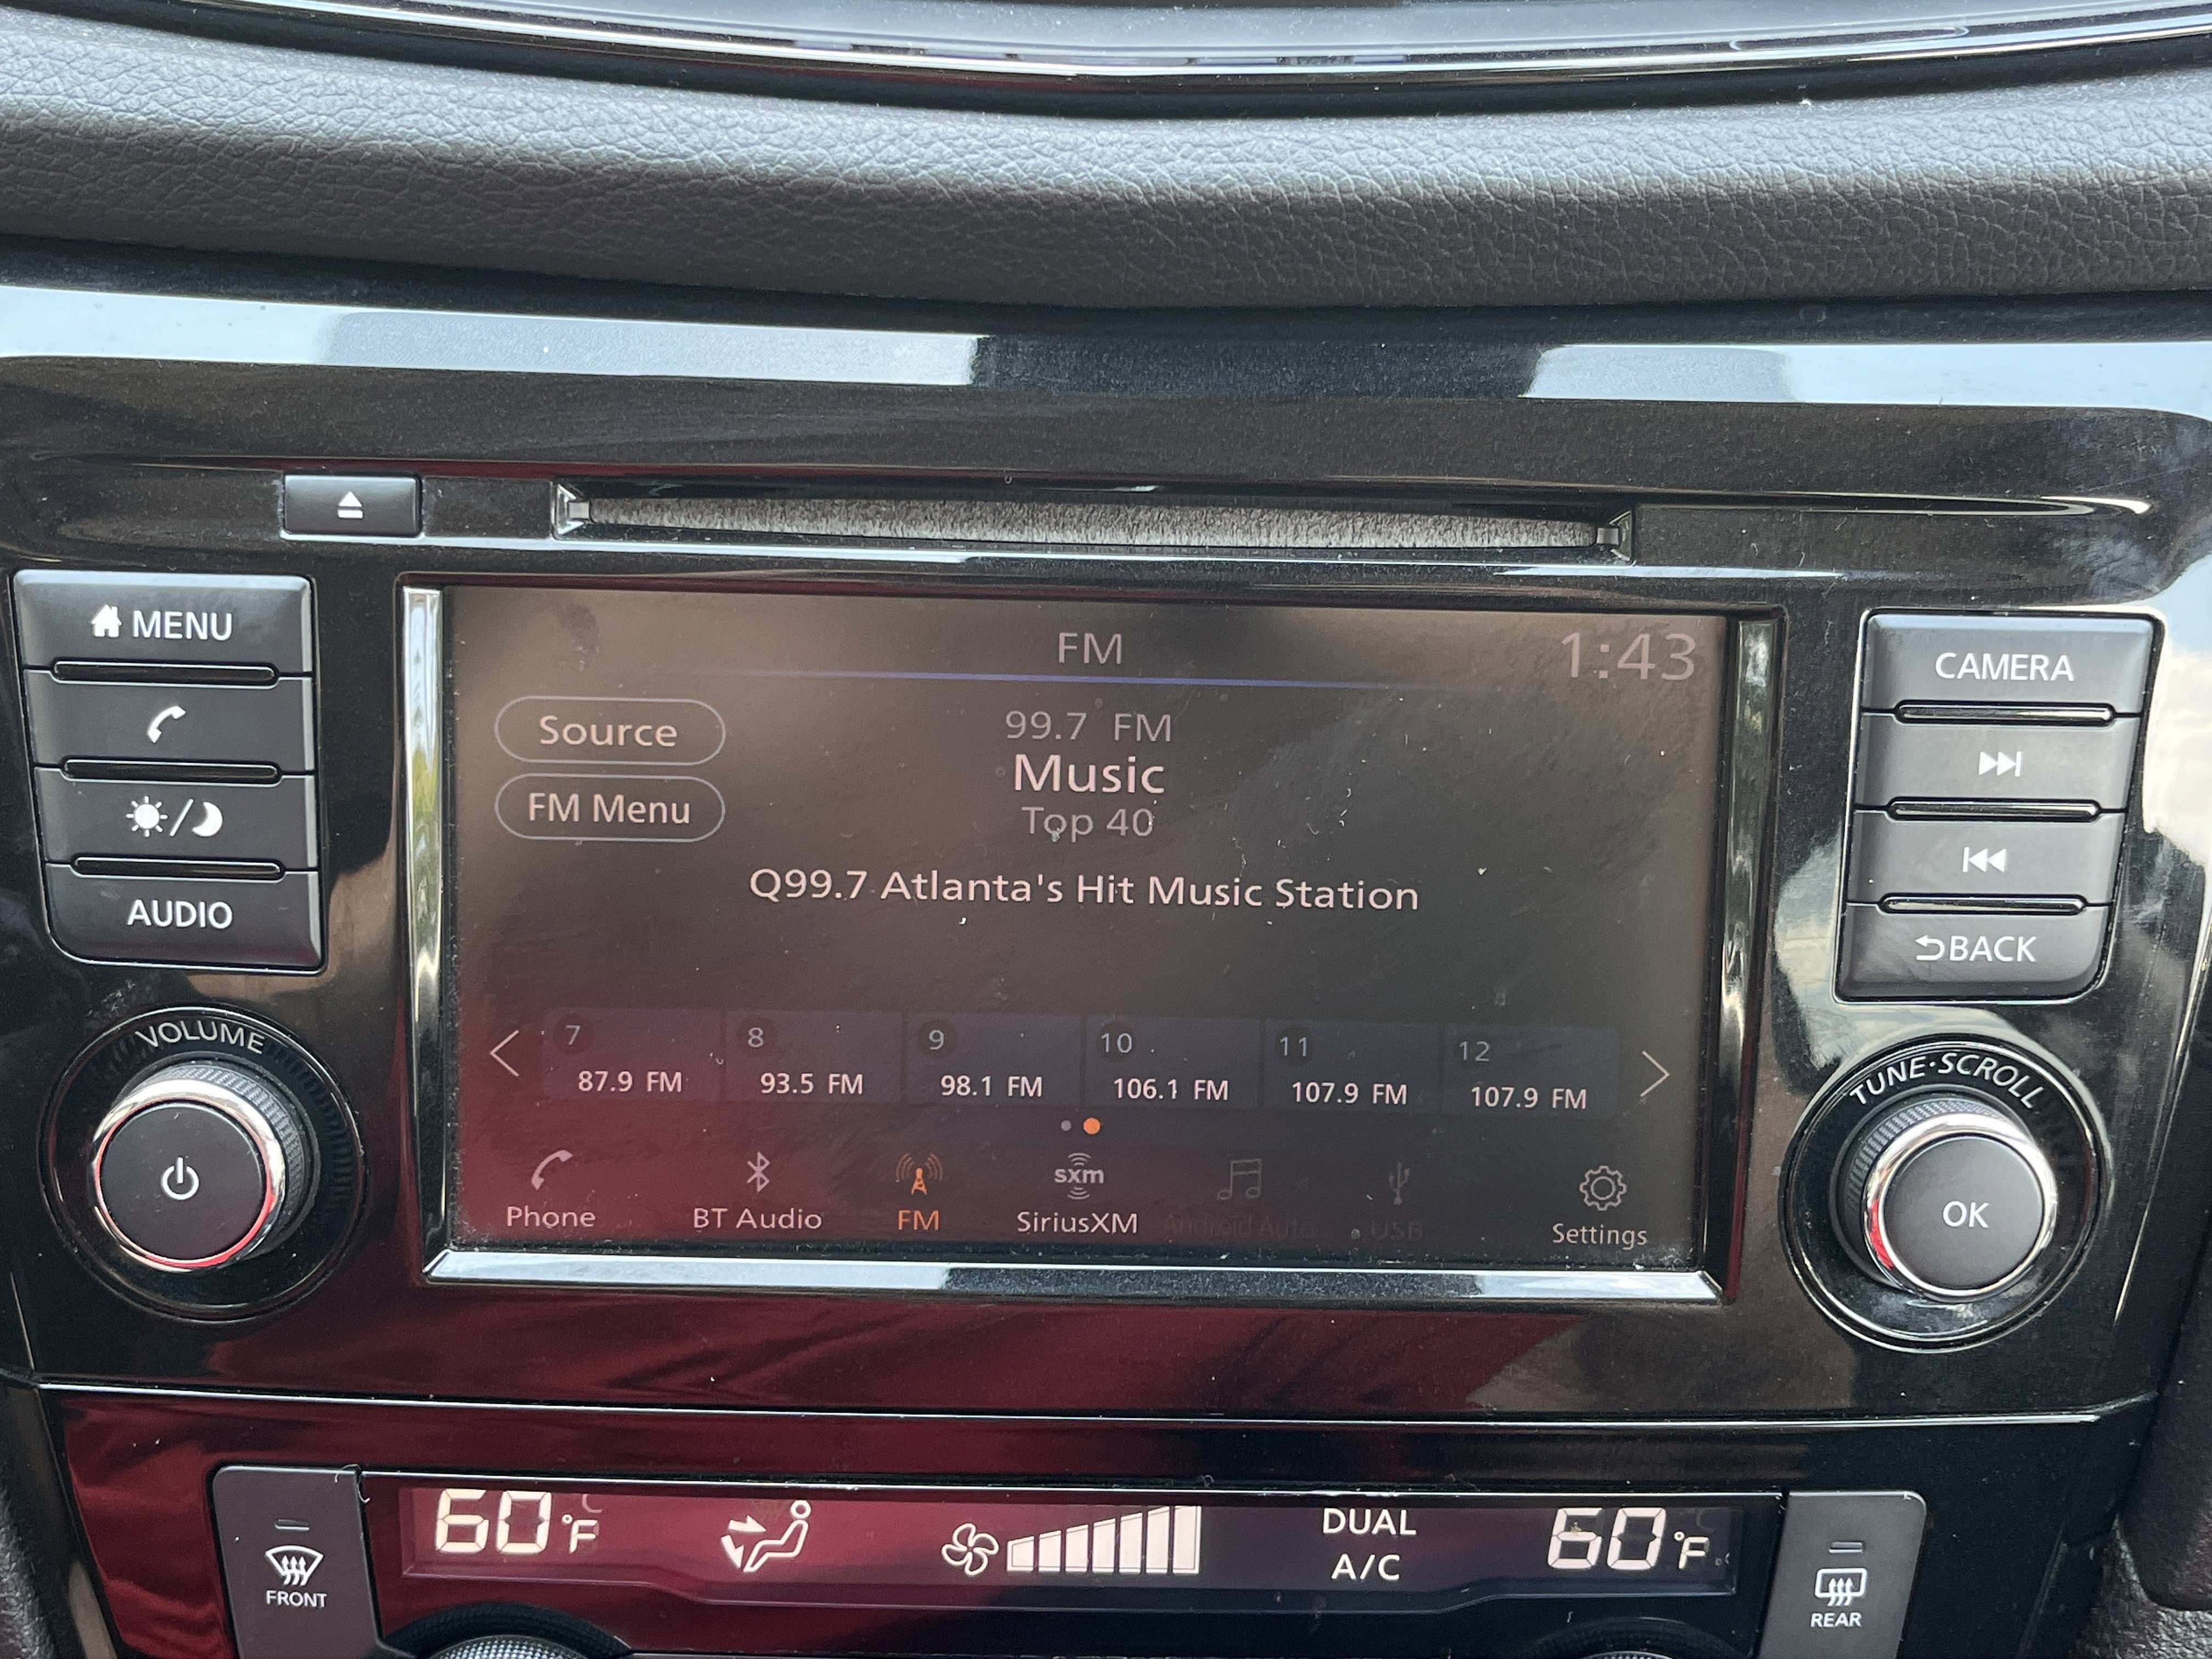 MENU
AUDIO
VOLUME
FM
1:43
Source
FM Menu
99.7 FM
Music
Top 40
Q99.7 Atlanta's Hit Music Station
7 8 9 10 11 12
87.9 FM 93.5 FM 98.1 FM 106.1 FM 107.9 FM 107.9 FM
sxm
Phone BT Audio FM SiriusXM Android Auto USB Settings
CAMERA
BACK
TUNE·SCROLL
OK
FRONT
60°F
DUAL
A/C
60°F
REAR